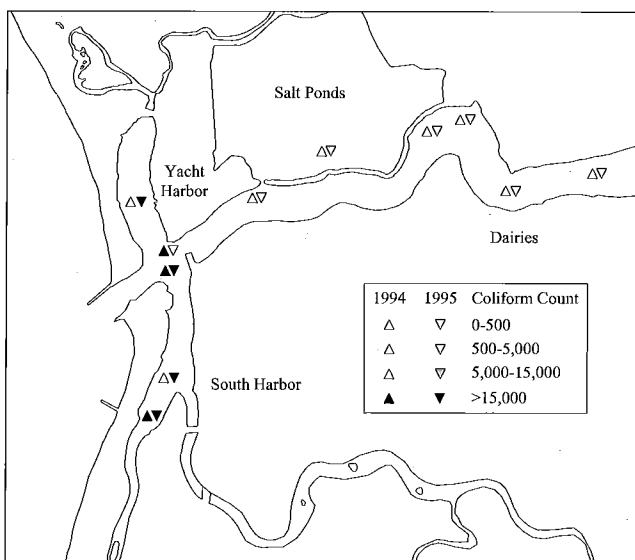 Salt Ponds
Yacht
Harbor
Dairies
1994 1995 Coliform Count
0-500
500-5,000
5,000-15,000
>15,000
South Harbor